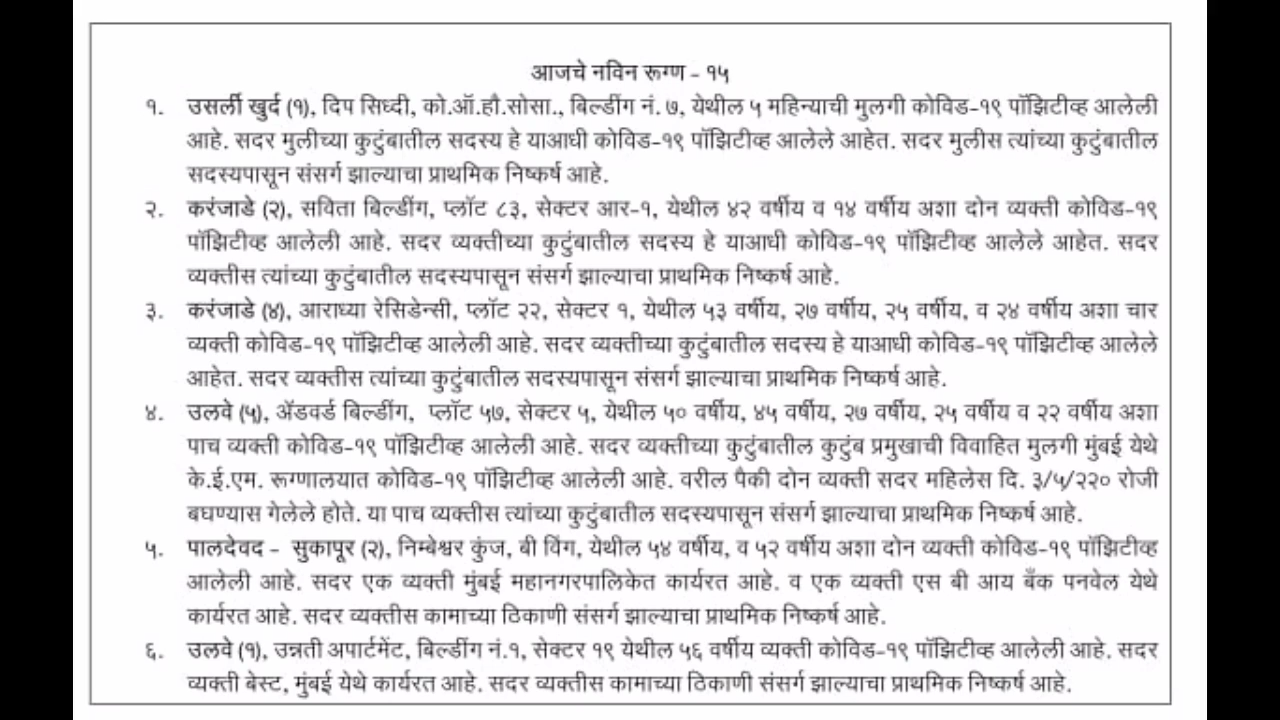 आजचे नविन रूग्ण – १५
१. उसर्ली खुर्द (१), दिप सिध्दी, को.ऑ.हौ.सोसा., बिल्डींग नं. ७, येथील ५ महिन्याची मुलगी कोविड-१९ पॉझिटीव्ह आलेली
आहे. सदर मुलीच्या कुटुंबातील सदस्य हे याआधी कोविड-१९ पॉझिटीव्ह आलेले आहेत. सदर मुलीस त्यांच्या कुटुंबातील
सदस्यपासून संसर्ग झाल्याचा प्राथमिक निष्कर्ष आहे.
२. करंजाडे (२), सविता बिल्डींग, प्लॉट ८३, सेक्टर आर-१, येथील ४२ वर्षीय व १४ वर्षीय अशा दोन व्यक्ती कोविड-१९
पॉझिटीव्ह आलेली आहे. सदर व्यक्तीच्या कुटुंबातील सदस्य हे याआधी कोविड-१९ पॉझिटीव्ह आलेले आहेत. सदर
व्यक्तीस त्यांच्या कुटुंबातील सदस्यपासून संसर्ग झाल्याचा प्राथमिक निष्कर्ष आहे.
३. करंजाडे (४), आराध्या रेसिडेन्सी, प्लॉट २२, सेक्टर १, येथील ५३ वर्षीय, २७ वर्षीय, २५ वर्षीय, व २४ वर्षीय अशा चार
व्यक्ती कोविड-१९ पॉझिटीव्ह आलेली आहे. सदर व्यक्तीच्या कुटुंबातील सदस्य हे याआधी कोविड-१९ पॉझिटीव्ह आलेले
आहेत. सदर व्यक्तीस त्यांच्या कुटुंबातील सदस्यपासून संसर्ग झाल्याचा प्राथमिक निष्कर्ष आहे.
४. उलवे (५), ॲडवर्ड बिल्डींग, प्लॉट ५७, सेक्टर ५, येथील ५० वर्षीय, ४५ वर्षीय, २७ वर्षीय, २५ वर्षीय व २२ वर्षीय अशा
पाच व्यक्ती कोविड-१९ पॉझिटीव्ह आलेली आहे. सदर व्यक्तीच्या कुटुंबातील कुटुंब प्रमुखाची विवाहित मुलगी मुंबई येथे
के.ई.एम. रूग्णालयात कोविड-१९ पॉझिटीव्ह आलेली आहे. वरील पैकी दोन व्यक्ती सदर महिलेस दि. ३/५/२२० रोजी
बघण्यास गेलेले होते. या पाच व्यक्तीस त्यांच्या कुटुंबातील सदस्यपासून संसर्ग झाल्याचा प्राथमिक निष्कर्ष आहे.
५. पालदेवद – सुकापूर (२), निम्बेश्वर कुंज, बी विंग, येथील ५४ वर्षीय, व ५२ वर्षीय अशा दोन व्यक्ती कोविड-१९ पॉझिटीव्ह
आलेली आहे. सदर एक व्यक्ती मुंबई महानगरपालिकेत कार्यरत आहे. व एक व्यक्ती एस बी आय बँक पनवेल येथे
कार्यरत आहे. सदर व्यक्तीस कामाच्या ठिकाणी संसर्ग झाल्याचा प्राथमिक निष्कर्ष आहे.
६. उलवे (१), उन्नती अपार्टमेंट, बिल्डींग नं.१, सेक्टर १९ येथील ५६ वर्षीय व्यक्ती कोविड-१९ पॉझिटीव्ह आलेली आहे. सदर
व्यक्ती बेस्ट, मुंबई येथे कार्यरत आहे. सदर व्यक्तीस कामाच्या ठिकाणी संसर्ग झाल्याचा प्राथमिक निष्कर्ष आहे.